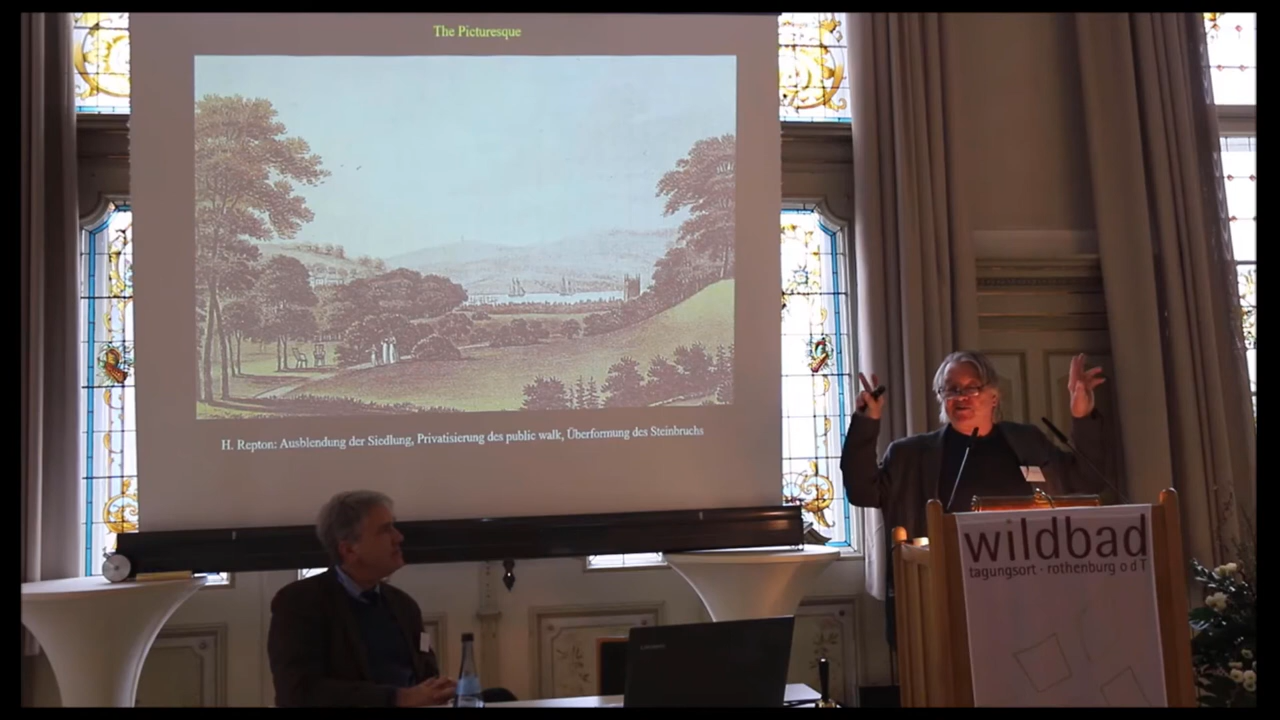 The Picturesque
H. Repton: Ausblendung der Siedlung, Privatisierung des public walk, Überformung des Steinbruchs
wildbad
tagungsort · rothenburg o d T